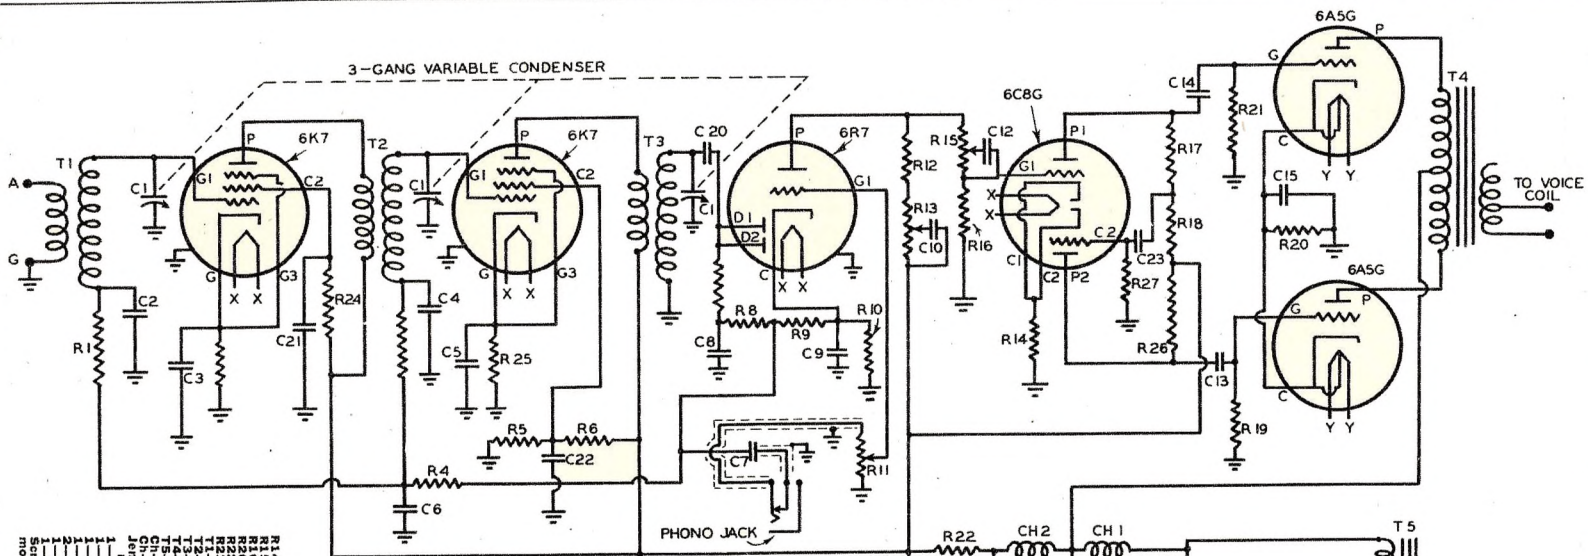 6A5G
P
G
T4
3-GANG VARIABLE CONDENSER
C14
R21
6C8G
6K7
6K7
6R7
P
T1
T2
P
T3
C 20
P
R15
C12
P1
R17
C
Y Y
A
C1
G1
C2
C1
G1
C2
C1
G1
R12
G1
C15
TO VOICE
COIL
X
X
D1
D2
R13
C10
R16
C2
C23
R18
R20
G
G
G3
X X
G
G3
X X
C
X X
C1
C2
P2
R27
6A5G
P
G
C2
R24
C4
R10
R1
C21
R8
R9
C8
C9
R14
R26
C3
C5
R25
C13
C
Y Y
R5
R6
R19
C22
C7
R11
R4
C6
PHONO JACK
R22
CH2
CH1
T5